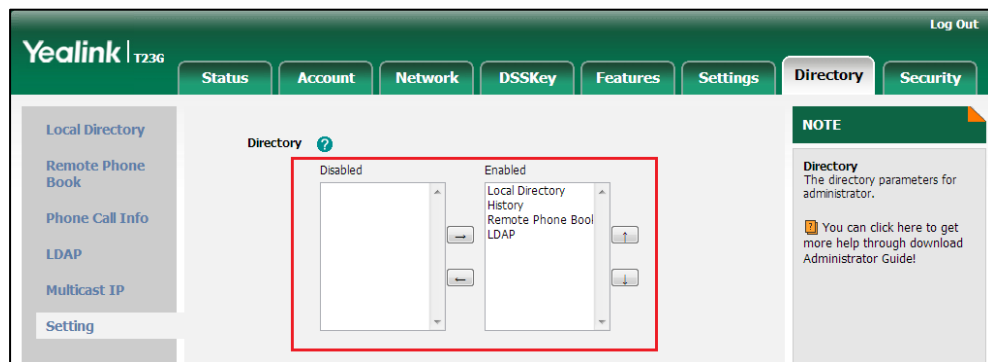 Log Out
Yealink | T23G
Status Account Network DSSKey Features Settings Directory Security
Local Directory
Remote Phone
Book
Phone Call Info
LDAP
Multicast IP
Setting
Directory ?
Disabled
Enabled
Local Directory
History
Remote Phone Bool
LDAP
NOTE
Directory
The directory parameters for
administrator.
? You can click here to get
more help through download
Administrator Guide!